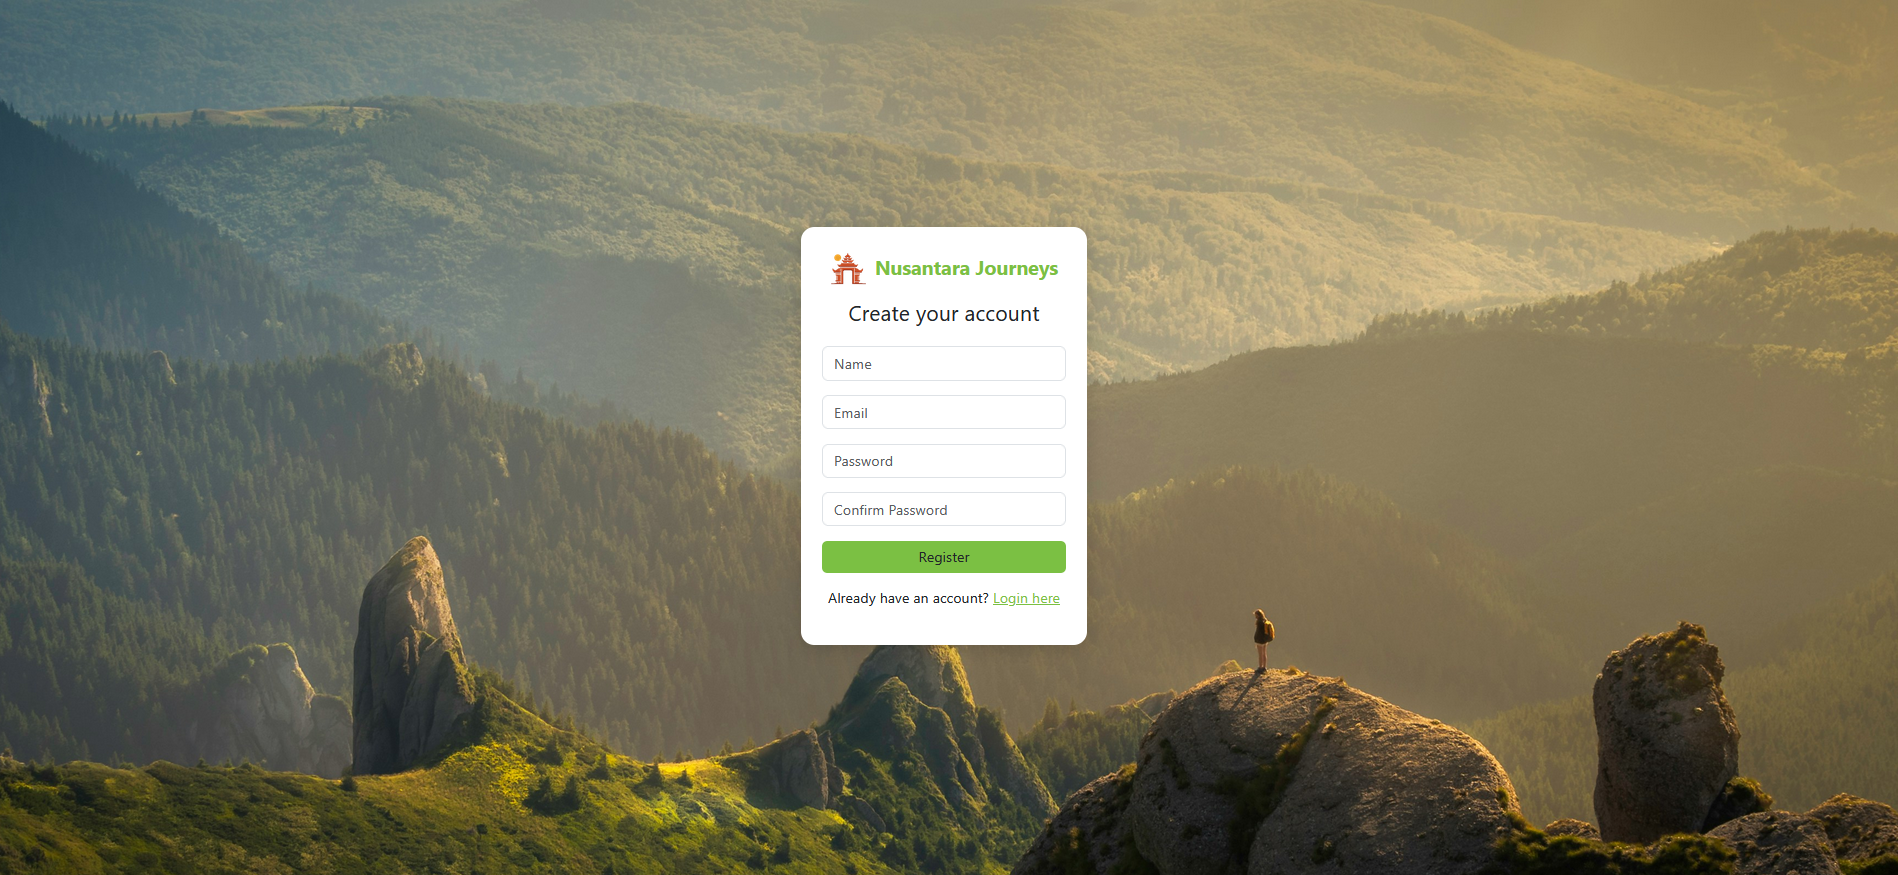 Nusantara Journeys
Create your account
Name
Email
Password
Confirm Password
Register
Already have an account? Login here